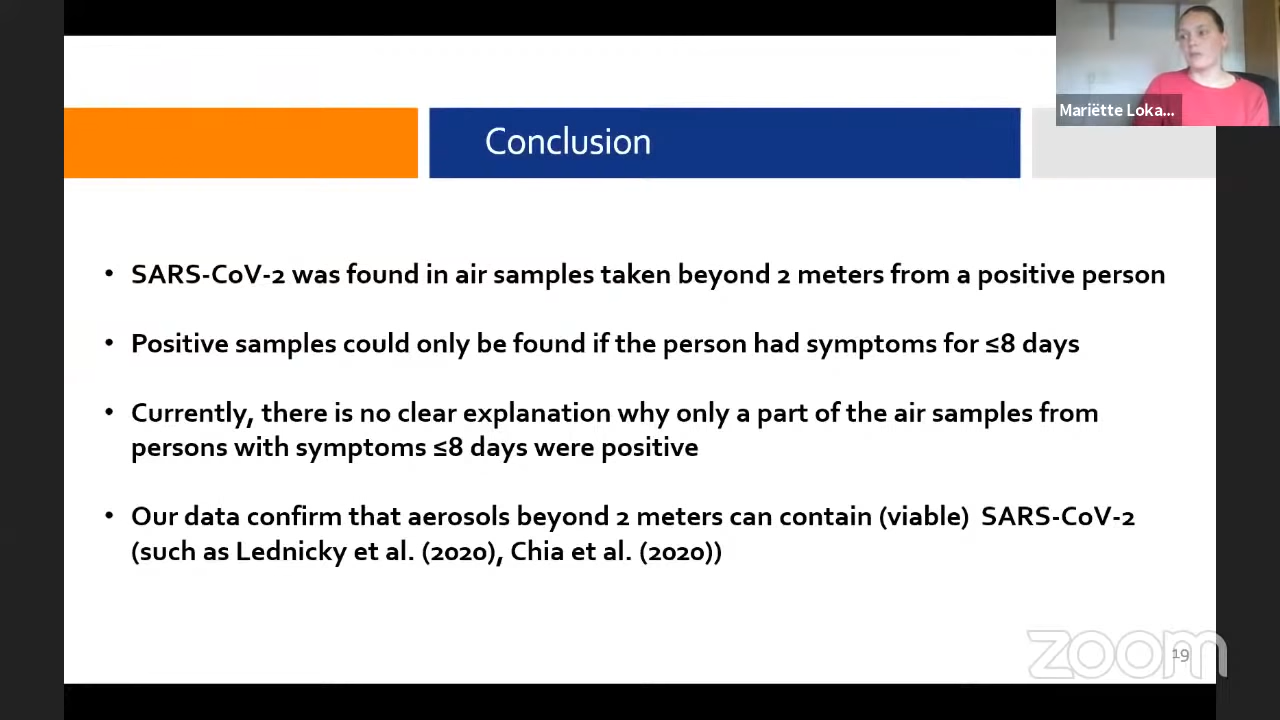 Mariëtte Loka...
Conclusion
• SARS-CoV-2 was found in air samples taken beyond 2 meters from a positive person
• Positive samples could only be found if the person had symptoms for ≤8 days
• Currently, there is no clear explanation why only a part of the air samples from
persons with symptoms ≤8 days were positive
• Our data confirm that aerosols beyond 2 meters can contain (viable) SARS-CoV-2
(such as Lednicky et al. (2020), Chia et al. (2020))
zoom
19